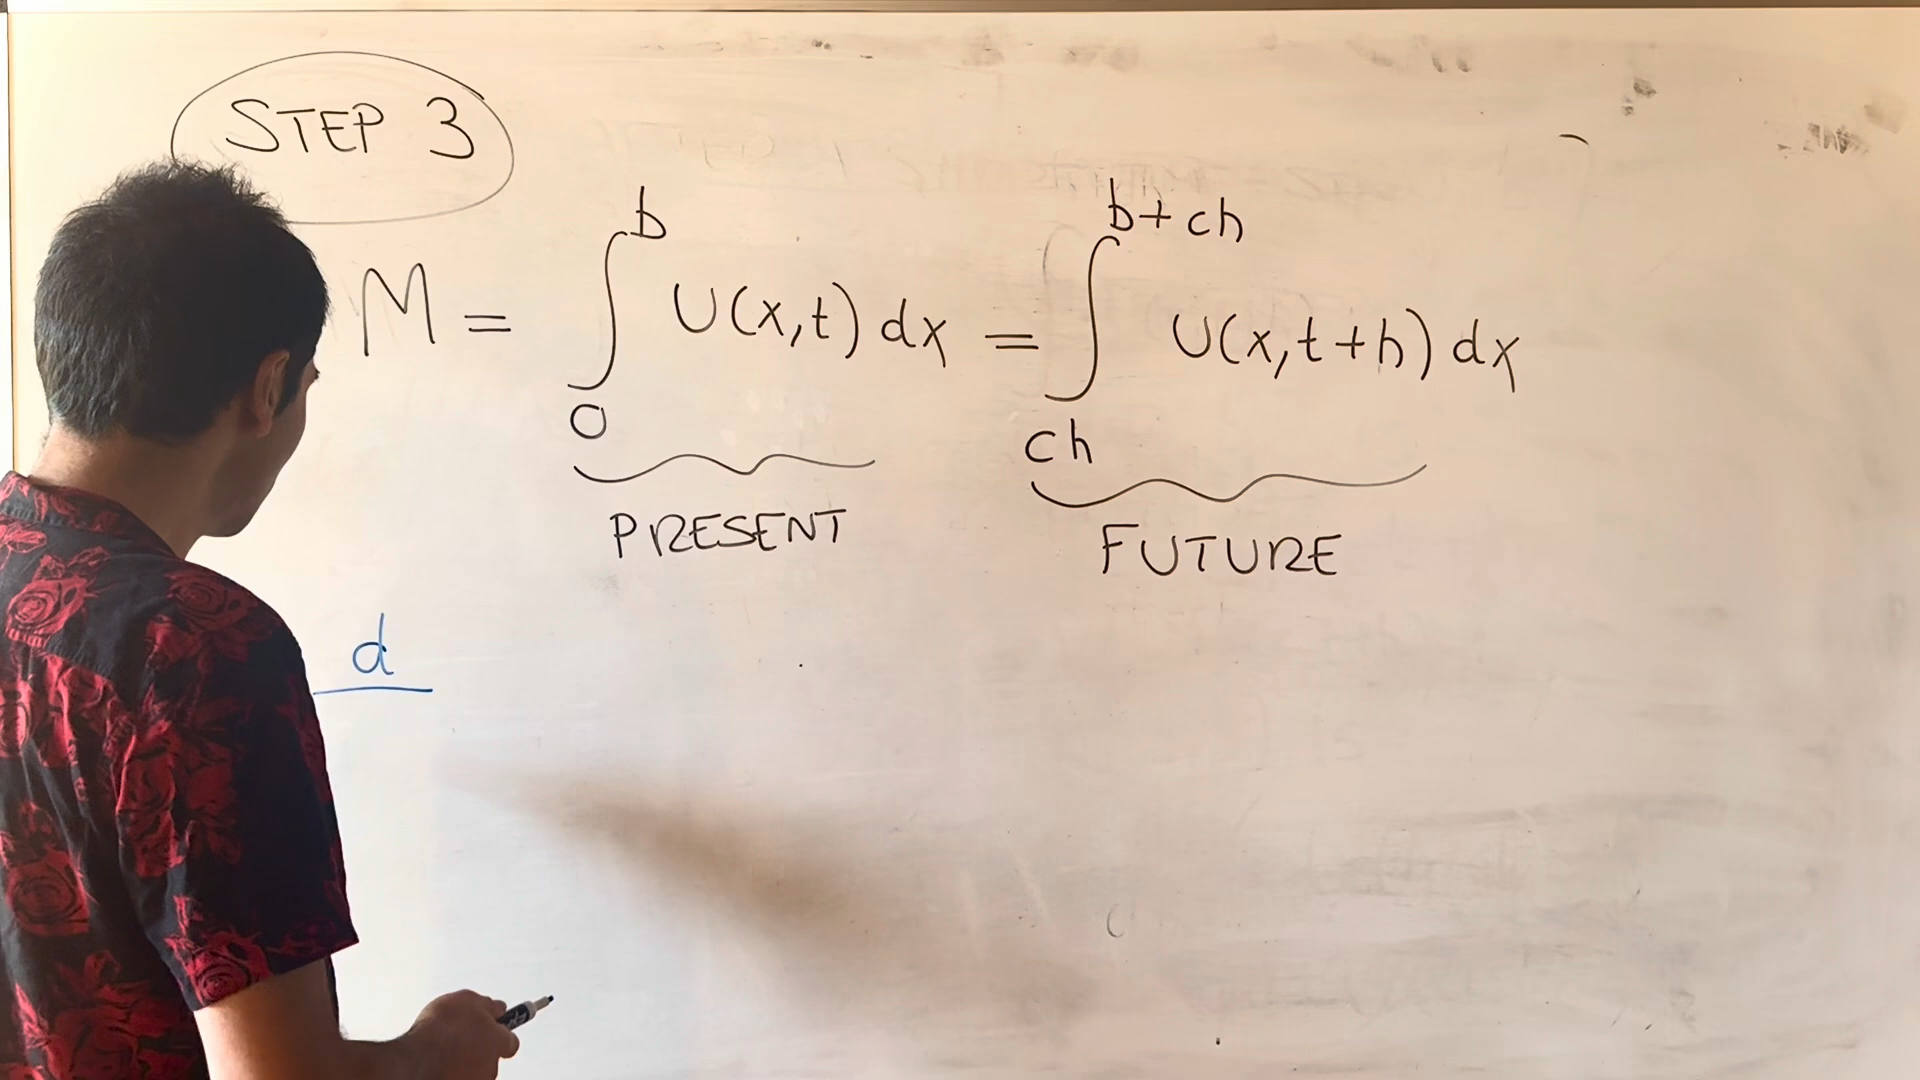 STEP 3
M = ∫₀ᵇ U(x,t) dx = ∫_{ch}^{b+ch} U(x,t+h) dx
PRESENT FUTURE
d